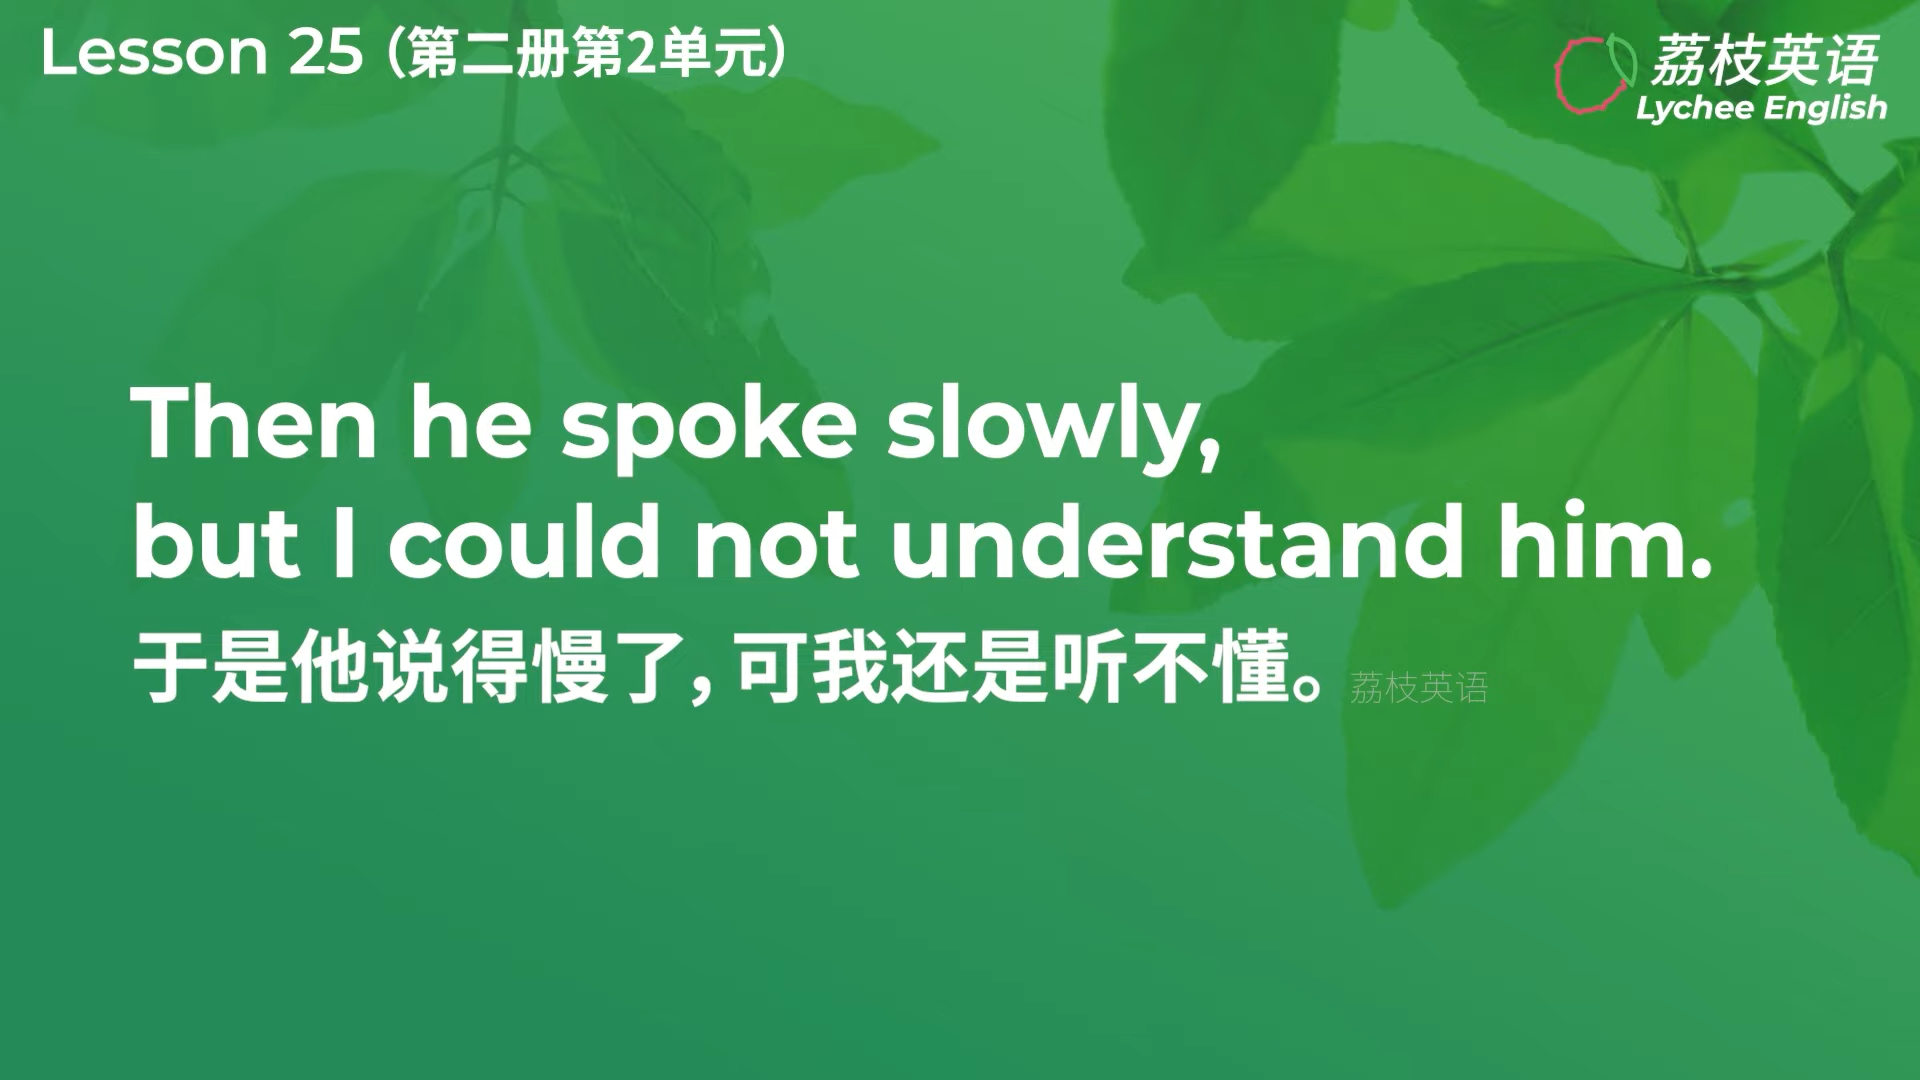 Lesson 25（第二册第2单元）
荔枝英语
Lychee English
Then he spoke slowly,
but I could not understand him.
于是他说得慢了，可我还是听不懂。
荔枝英语